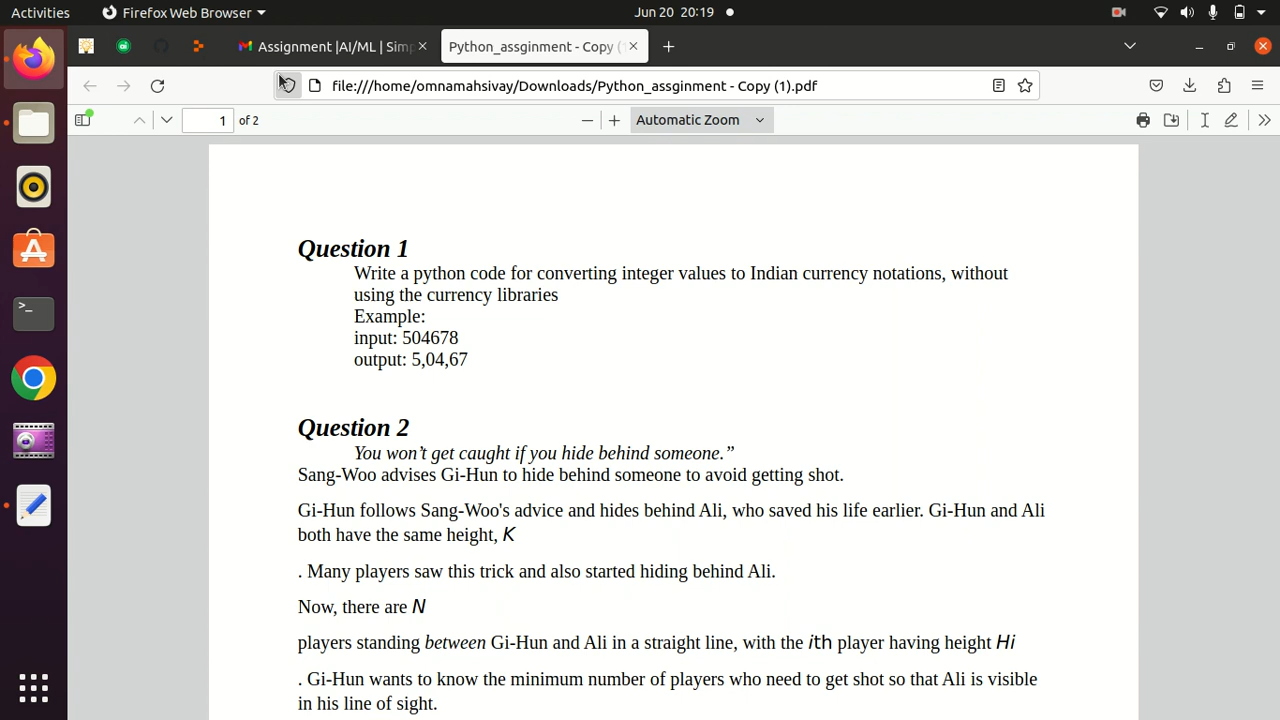 Activities
Firefox Web Browser
Jun 20 20:19
Assignment |AI/ML | Simp
Python_assginment - Copy (1
file:///home/omnamahsivay/Downloads/Python_assginment - Copy (1).pdf
1 of 2
Automatic Zoom
Question 1
Write a python code for converting integer values to Indian currency notations, without
using the currency libraries
Example:
input: 504678
output: 5,04,67
Question 2
You won't get caught if you hide behind someone.”
Sang-Woo advises Gi-Hun to hide behind someone to avoid getting shot.
Gi-Hun follows Sang-Woo's advice and hides behind Ali, who saved his life earlier. Gi-Hun and Ali
both have the same height, K
. Many players saw this trick and also started hiding behind Ali.
Now, there are N
players standing between Gi-Hun and Ali in a straight line, with the ith player having height Hi
. Gi-Hun wants to know the minimum number of players who need to get shot so that Ali is visible
in his line of sight.